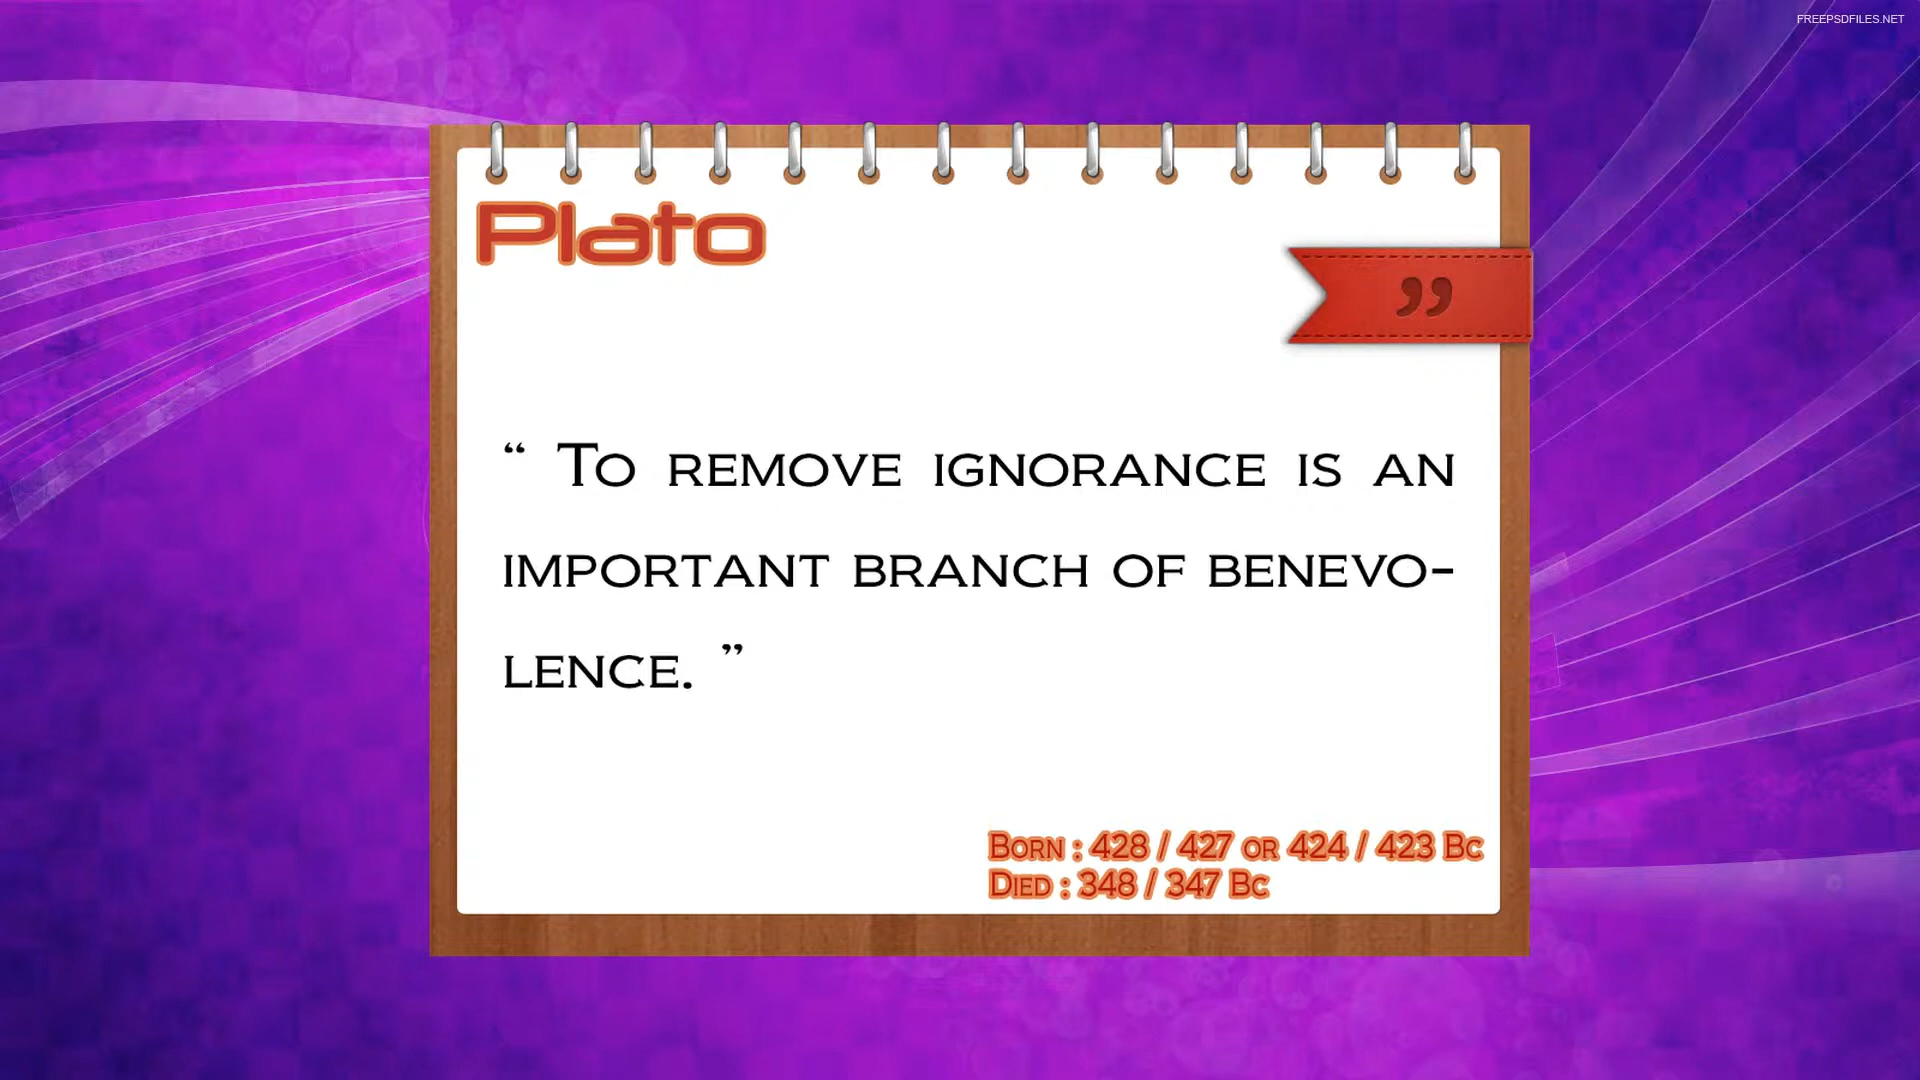 FREEPSDFILES.NET
Plato
”
“ To remove ignorance is an
important branch of benevo-
lence. ”
Born : 428 / 427 or 424 / 423 Bc
Died : 348 / 347 Bc